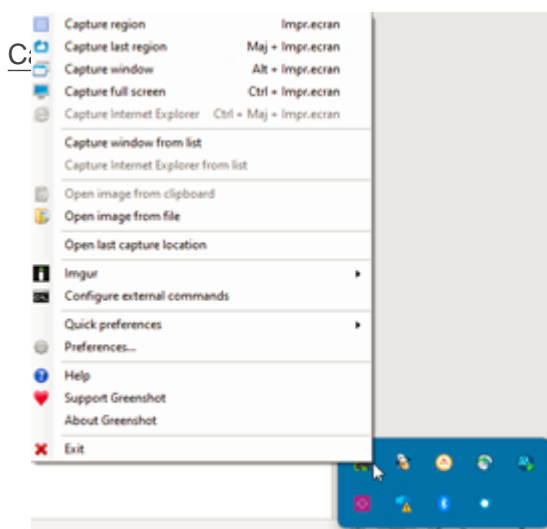 Capture region Impr.ecran
Capture last region Maj + Impr.ecran
Capture window Alt + Impr.ecran
Capture full screen Ctrl + Impr.ecran
Capture Internet Explorer Ctrl + Maj + Impr.ecran
Capture window from list
Capture Internet Explorer from list
Open image from clipboard
Open image from file
Open last capture location
Imgur
Configure external commands
Quick preferences
Preferences...
Help
Support Greenshot
About Greenshot
Exit